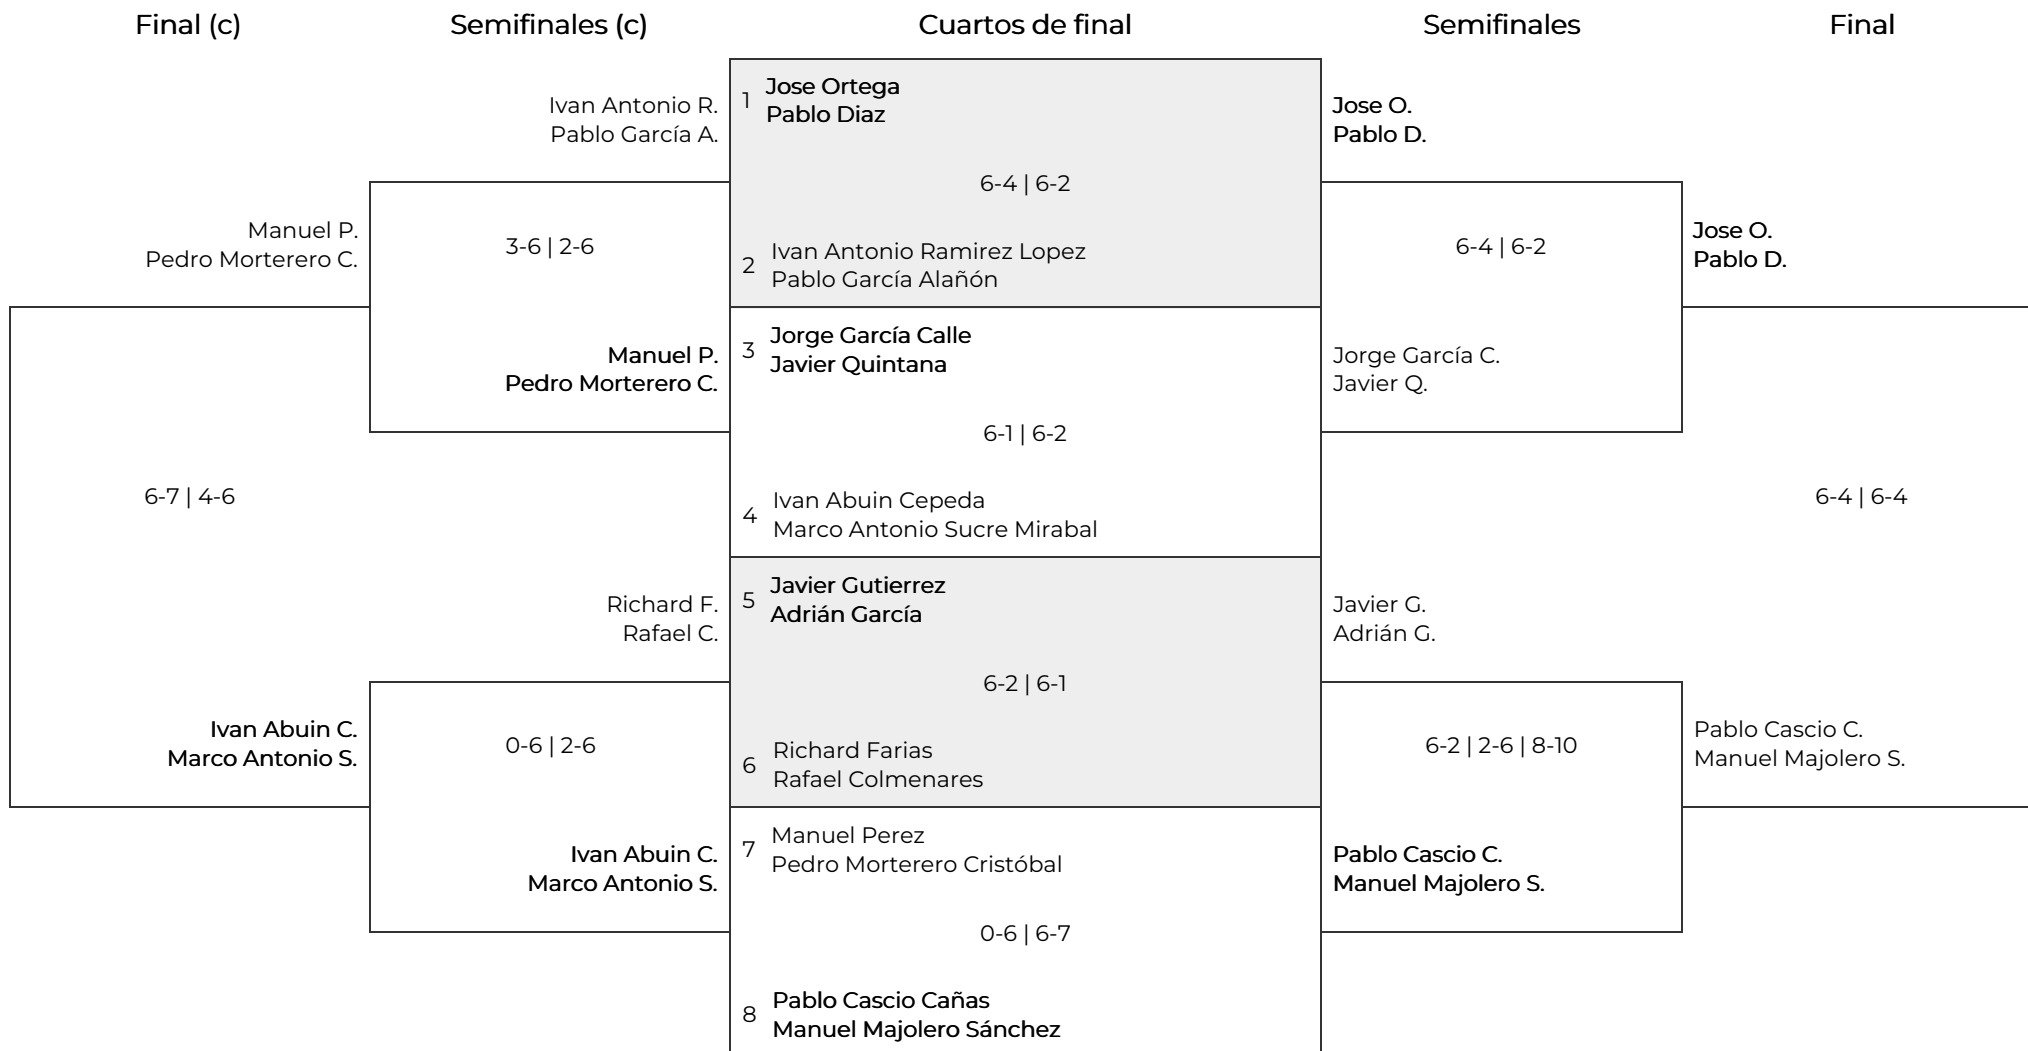 Final (c)
Semifinales (c)
Cuartos de final
Semifinales
Final
Manuel P.
Pedro Morterero C.
6-7 | 4-6
Ivan Abuin C.
Marco Antonio S.
Ivan Antonio R.
Pablo García A.
3-6 | 2-6
Manuel P.
Pedro Morterero C.
Richard F.
Rafael C.
0-6 | 2-6
Ivan Abuin C.
Marco Antonio S.
1
Jose Ortega
Pablo Diaz
6-4 | 6-2
2
Ivan Antonio Ramirez Lopez
Pablo García Alañón
3
Jorge García Calle
Javier Quintana
6-1 | 6-2
4
Ivan Abuin Cepeda
Marco Antonio Sucre Mirabal
5
Javier Gutierrez
Adrián García
6-2 | 6-1
6
Richard Farias
Rafael Colmenares
7
Manuel Perez
Pedro Morterero Cristóbal
0-6 | 6-7
8
Pablo Cascio Cañas
Manuel Majolero Sánchez
Jose O.
Pablo D.
6-4 | 6-2
Jorge García C.
Javier Q.
Javier G.
Adrián G.
6-2 | 2-6 | 8-10
Pablo Cascio C.
Manuel Majolero S.
Jose O.
Pablo D.
6-4 | 6-4
Pablo Cascio C.
Manuel Majolero S.